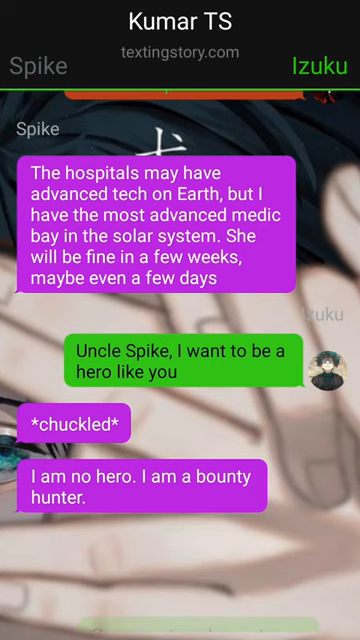 Kumar TS
textingstory.com
Spike
Izuku
Spike
The hospitals may have
advanced tech on Earth, but I
have the most advanced medic
bay in the solar system. She
will be fine in a few weeks,
maybe even a few days
Izuku
Uncle Spike, I want to be a
hero like you
*chuckled*
I am no hero. I am a bounty
hunter.